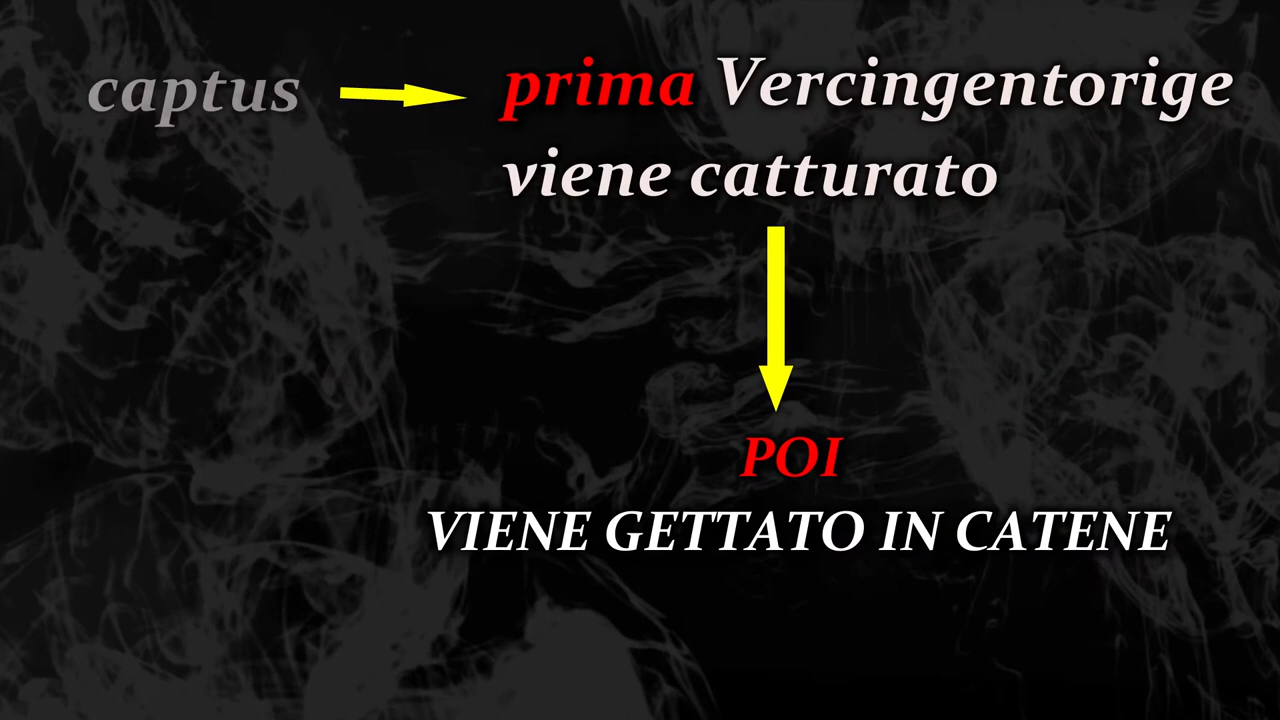 captus prima Vercingentorige
viene catturato
POI
VIENE GETTATO IN CATENE